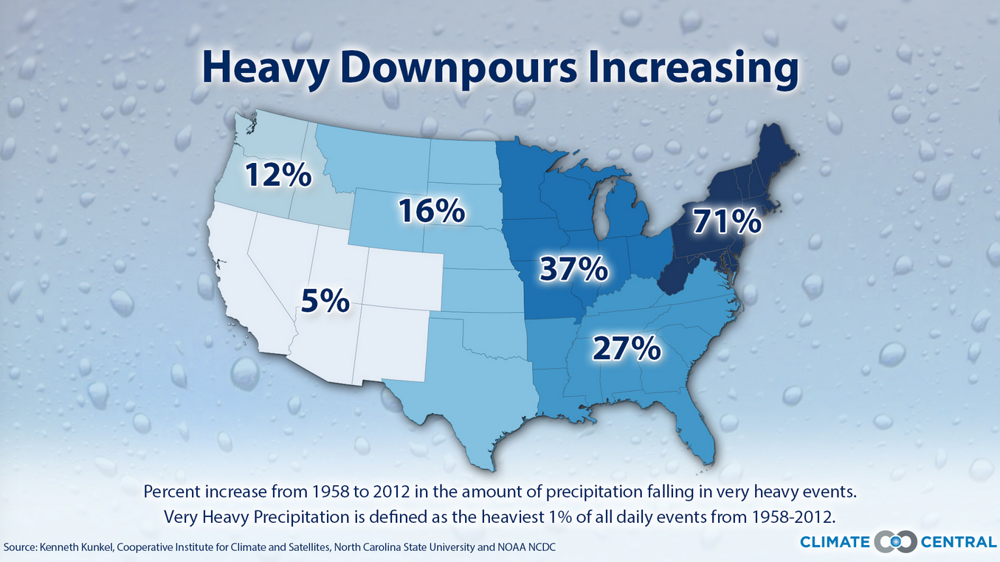 Heavy Downpours Increasing
12%
16%
71%
37%
5%
27%
Percent increase from 1958 to 2012 in the amount of precipitation falling in very heavy events.
Very Heavy Precipitation is defined as the heaviest 1% of all daily events from 1958-2012.
CLIMATE CENTRAL
Source: Kenneth Kunkel, Cooperative Institute for Climate and Satellites, North Carolina State University and NOAA NCDC